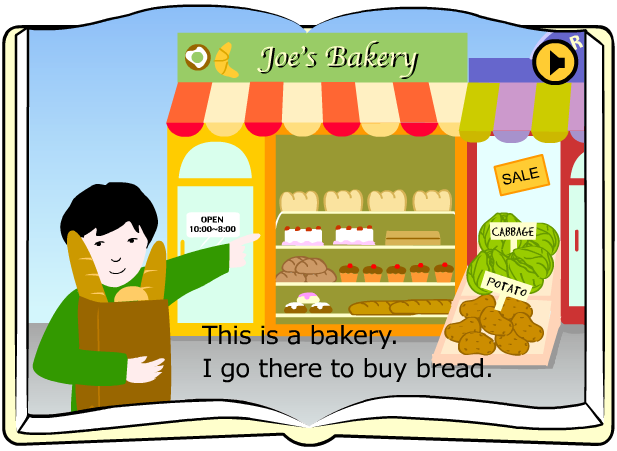 Joe's Bakery
R
OPEN
10:00~8:00
SALE
CABBAGE
POTATO
This is a bakery.
I go there to buy bread.